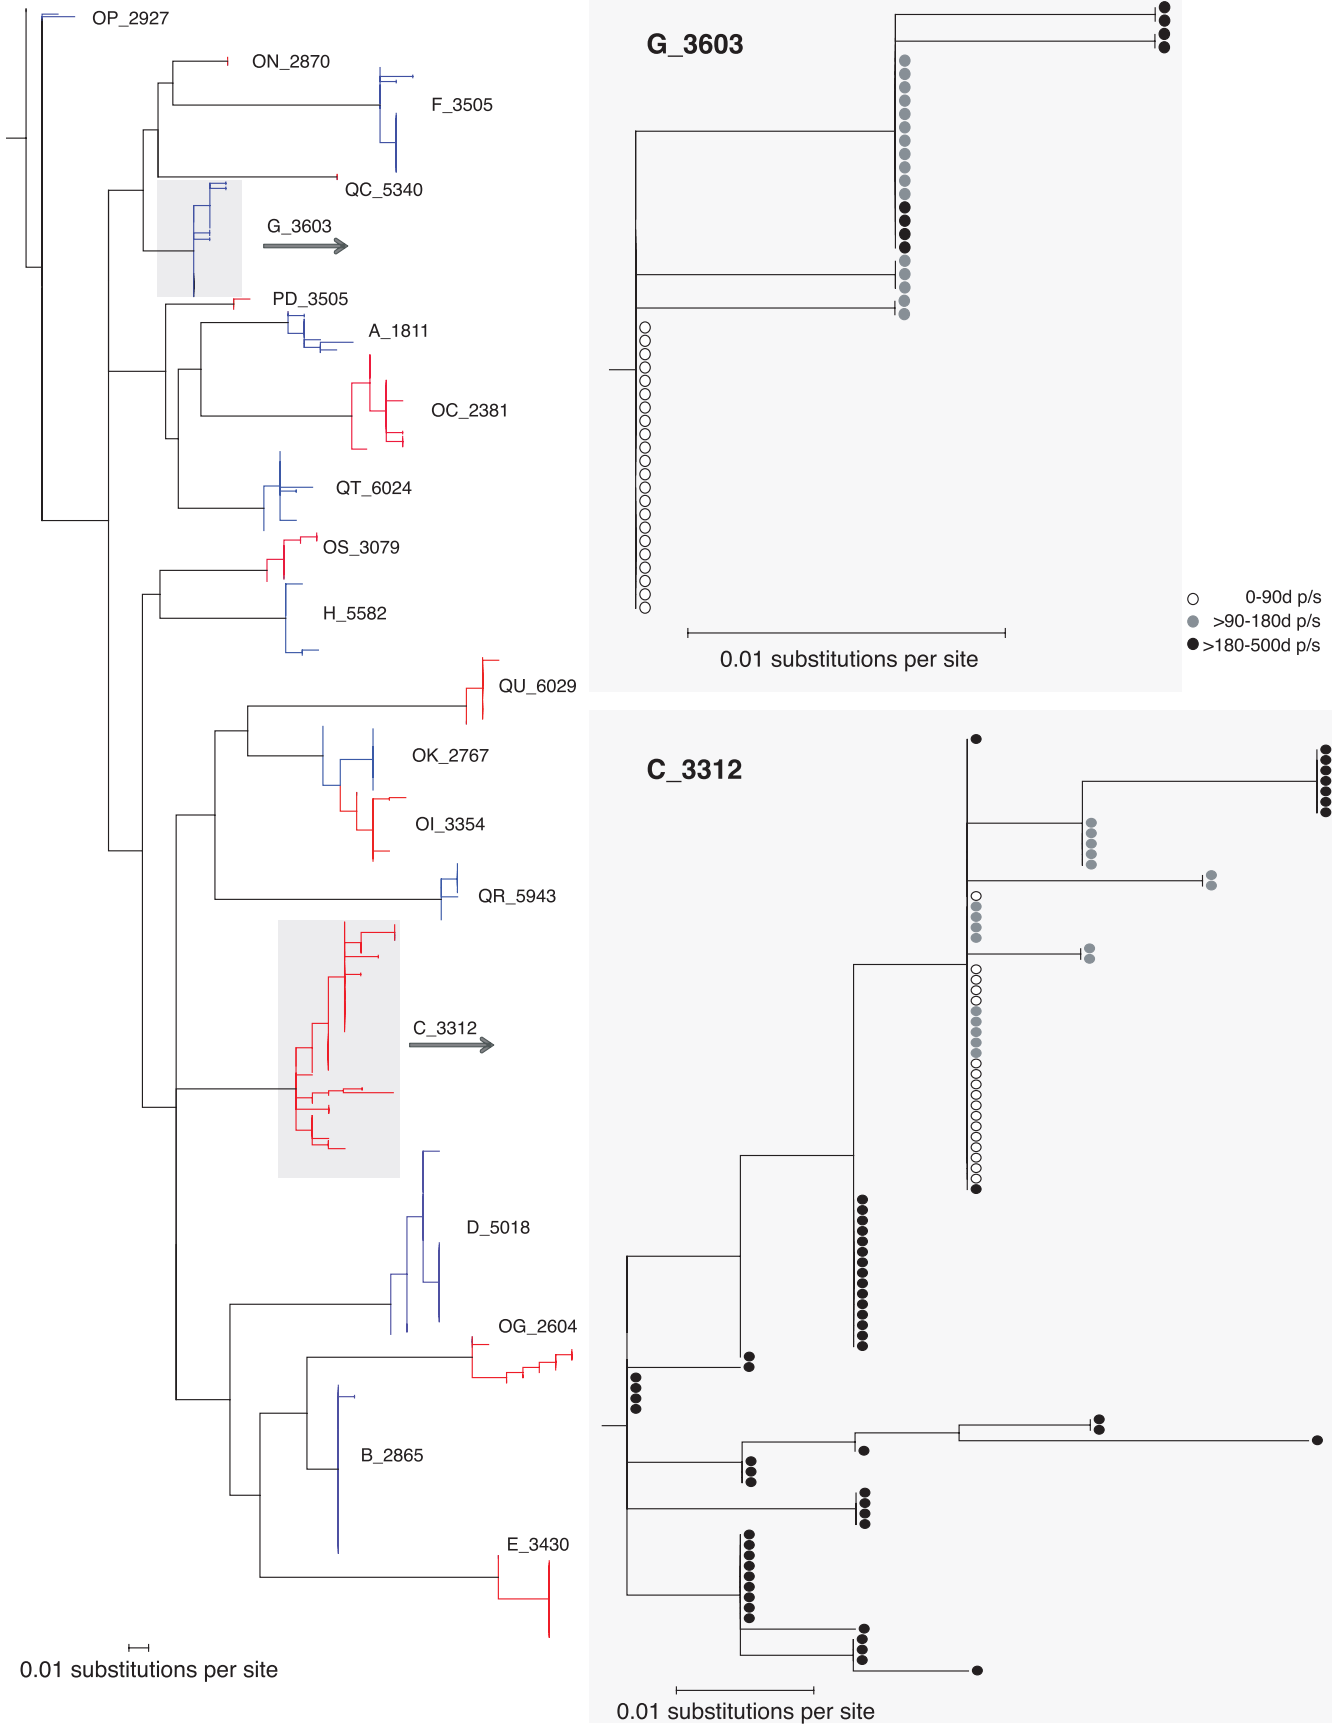 OP_2927
ON_2870
F_3505
QC_5340
G_3603
PD_3505
A_1811
OC_2381
QT_6024
OS_3079
H_5582
QU_6029
OK_2767
OI_3354
QR_5943
C_3312
D_5018
OG_2604
B_2865
E_3430
0.01 substitutions per site
G_3603
0.01 substitutions per site
0-90d p/s
>90-180d p/s
>180-500d p/s
C_3312
0.01 substitutions per site